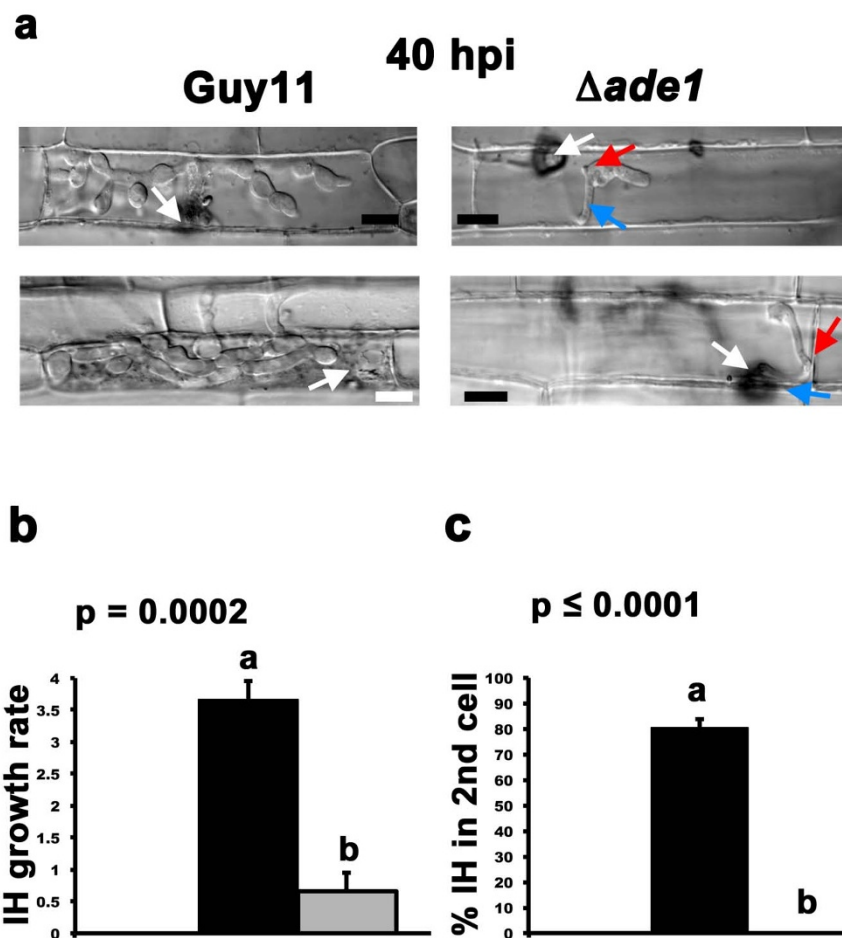 a
40 hpi
Guy11
Δade1
b
p = 0.0002
IH growth rate
4
3.5
3
2.5
2
1.5
1
0.5
0
a
b
c
p ≤ 0.0001
% IH in 2nd cell
100
90
80
70
60
50
40
30
20
10
0
a
b